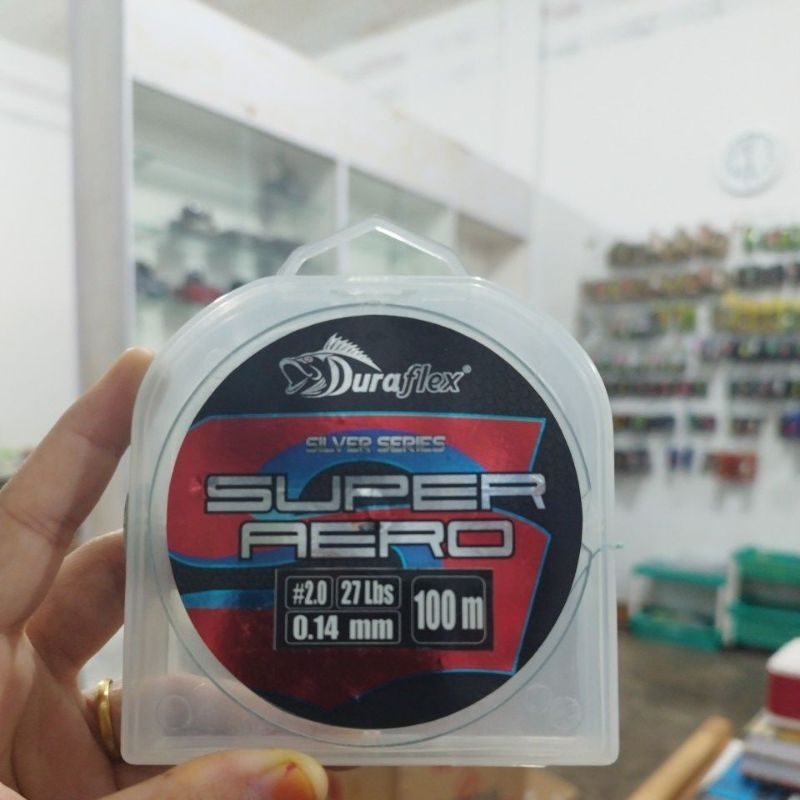 Duraflex®
SILVER SERIES
SUPER
AERO
#2.0 27 Lbs
0.14 mm
100 m